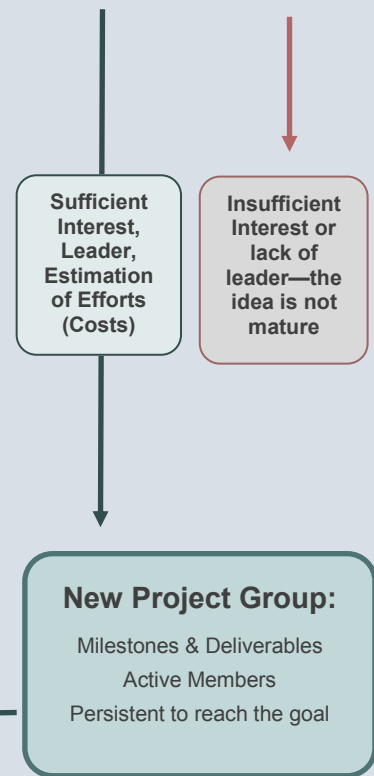 Sufficient
Interest,
Leader,
Estimation
of Efforts
(Costs)
Insufficient
Interest or
lack of
leader—the
idea is not
mature
New Project Group:
Milestones & Deliverables
Active Members
Persistent to reach the goal